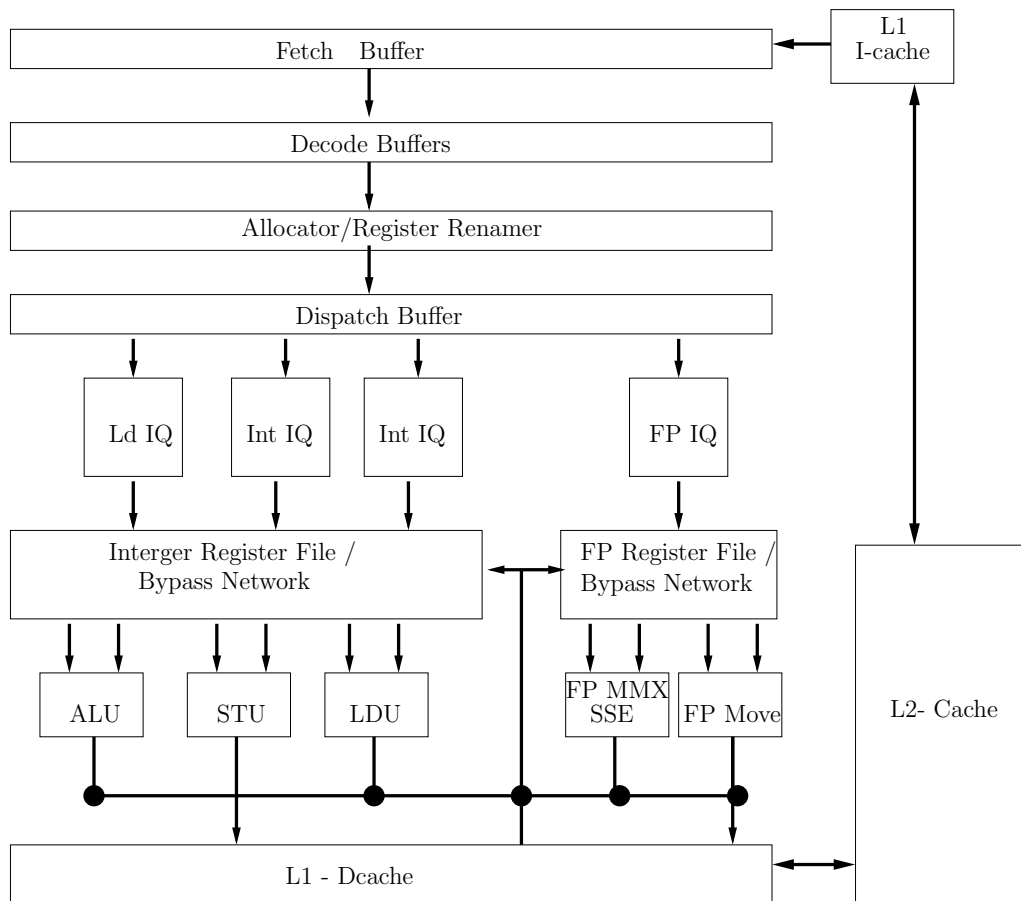 L1
I-cache
Fetch Buffer
Decode Buffers
Allocator/Register Renamer
Dispatch Buffer
Ld IQ
Int IQ
Int IQ
FP IQ
Interger Register File /
Bypass Network
FP Register File /
Bypass Network
ALU
STU
LDU
FP MMX
SSE
FP Move
L2- Cache
L1 - Dcache